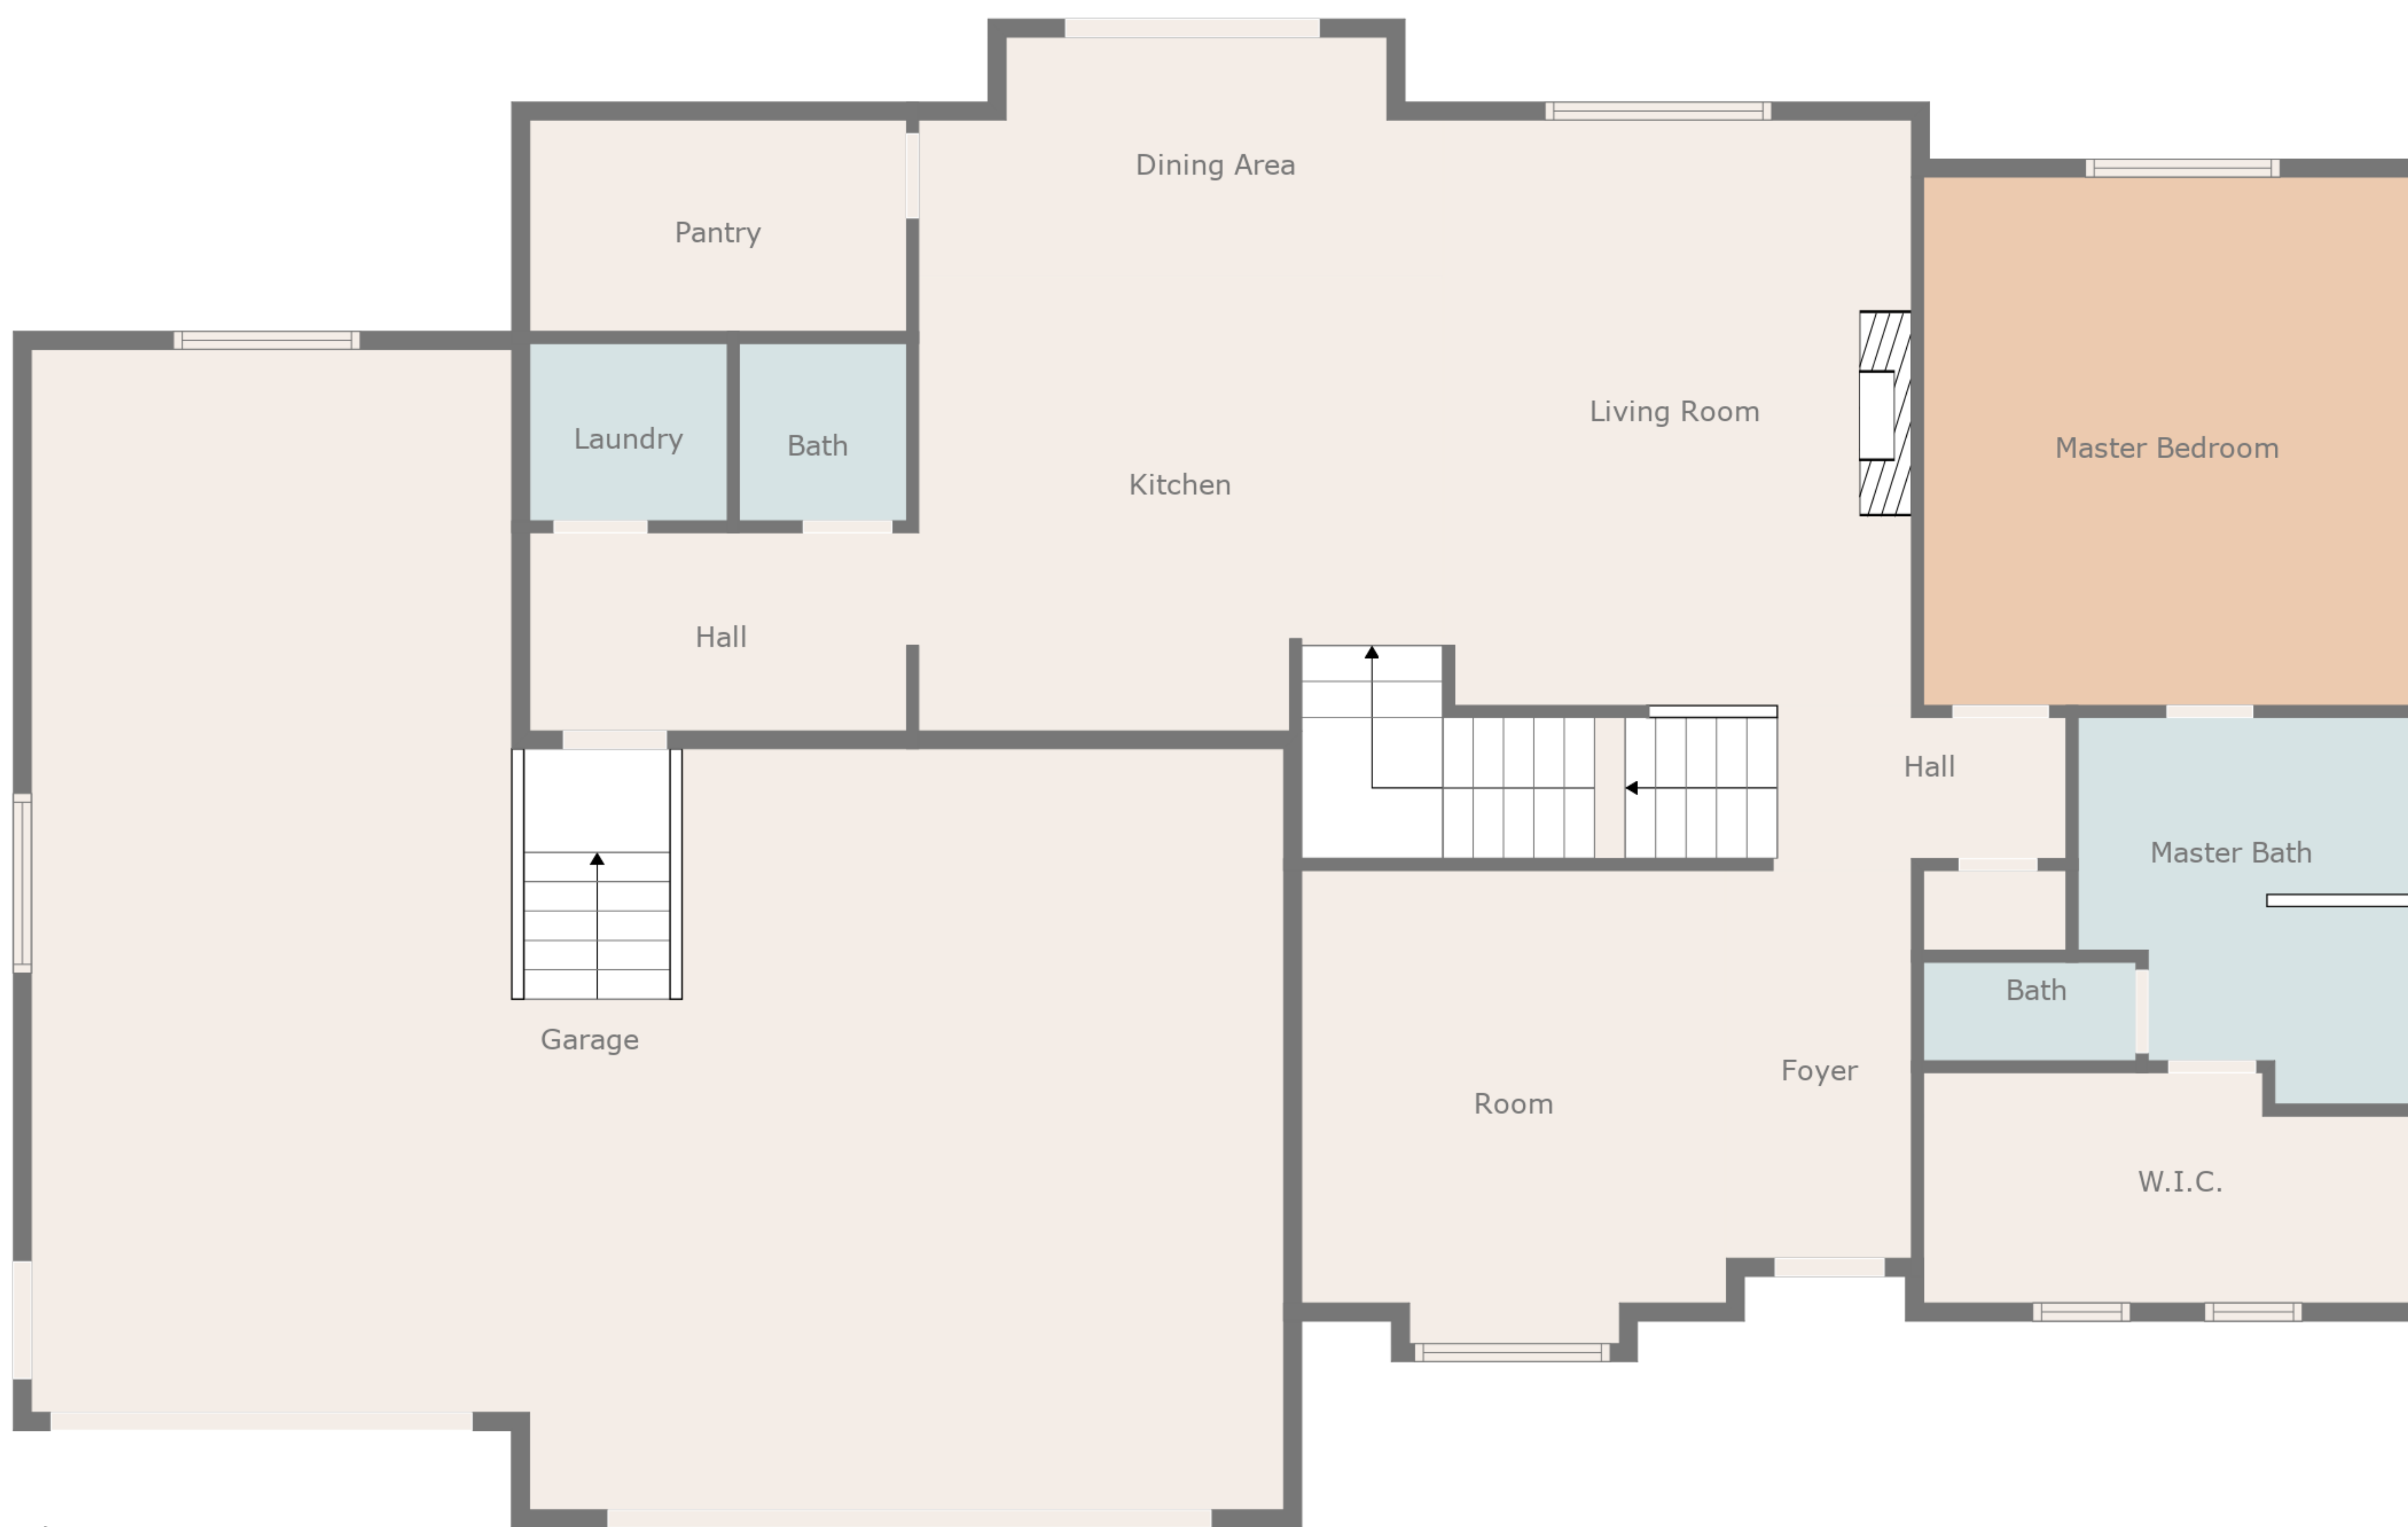 Dining Area
Pantry
Living Room
Laundry
Bath
Master Bedroom
Kitchen
Hall
Hall
Master Bath
Bath
Garage
Foyer
Room
W.I.C.